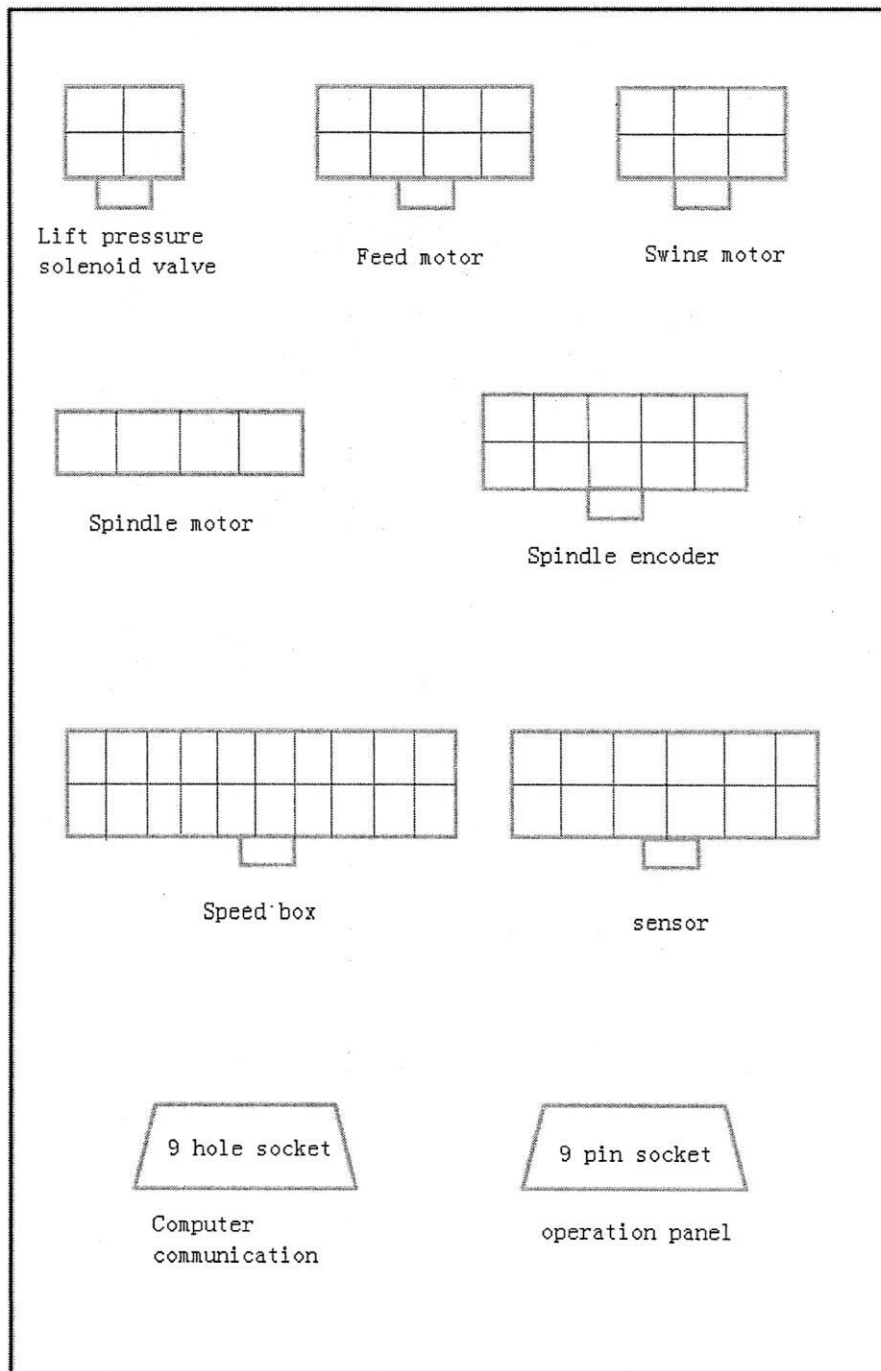 Lift pressure
solenoid valve
Feed motor
Swing motor
Spindle motor
Spindle encoder
Speed box
sensor
9 hole socket
9 pin socket
Computer
communication
operation panel